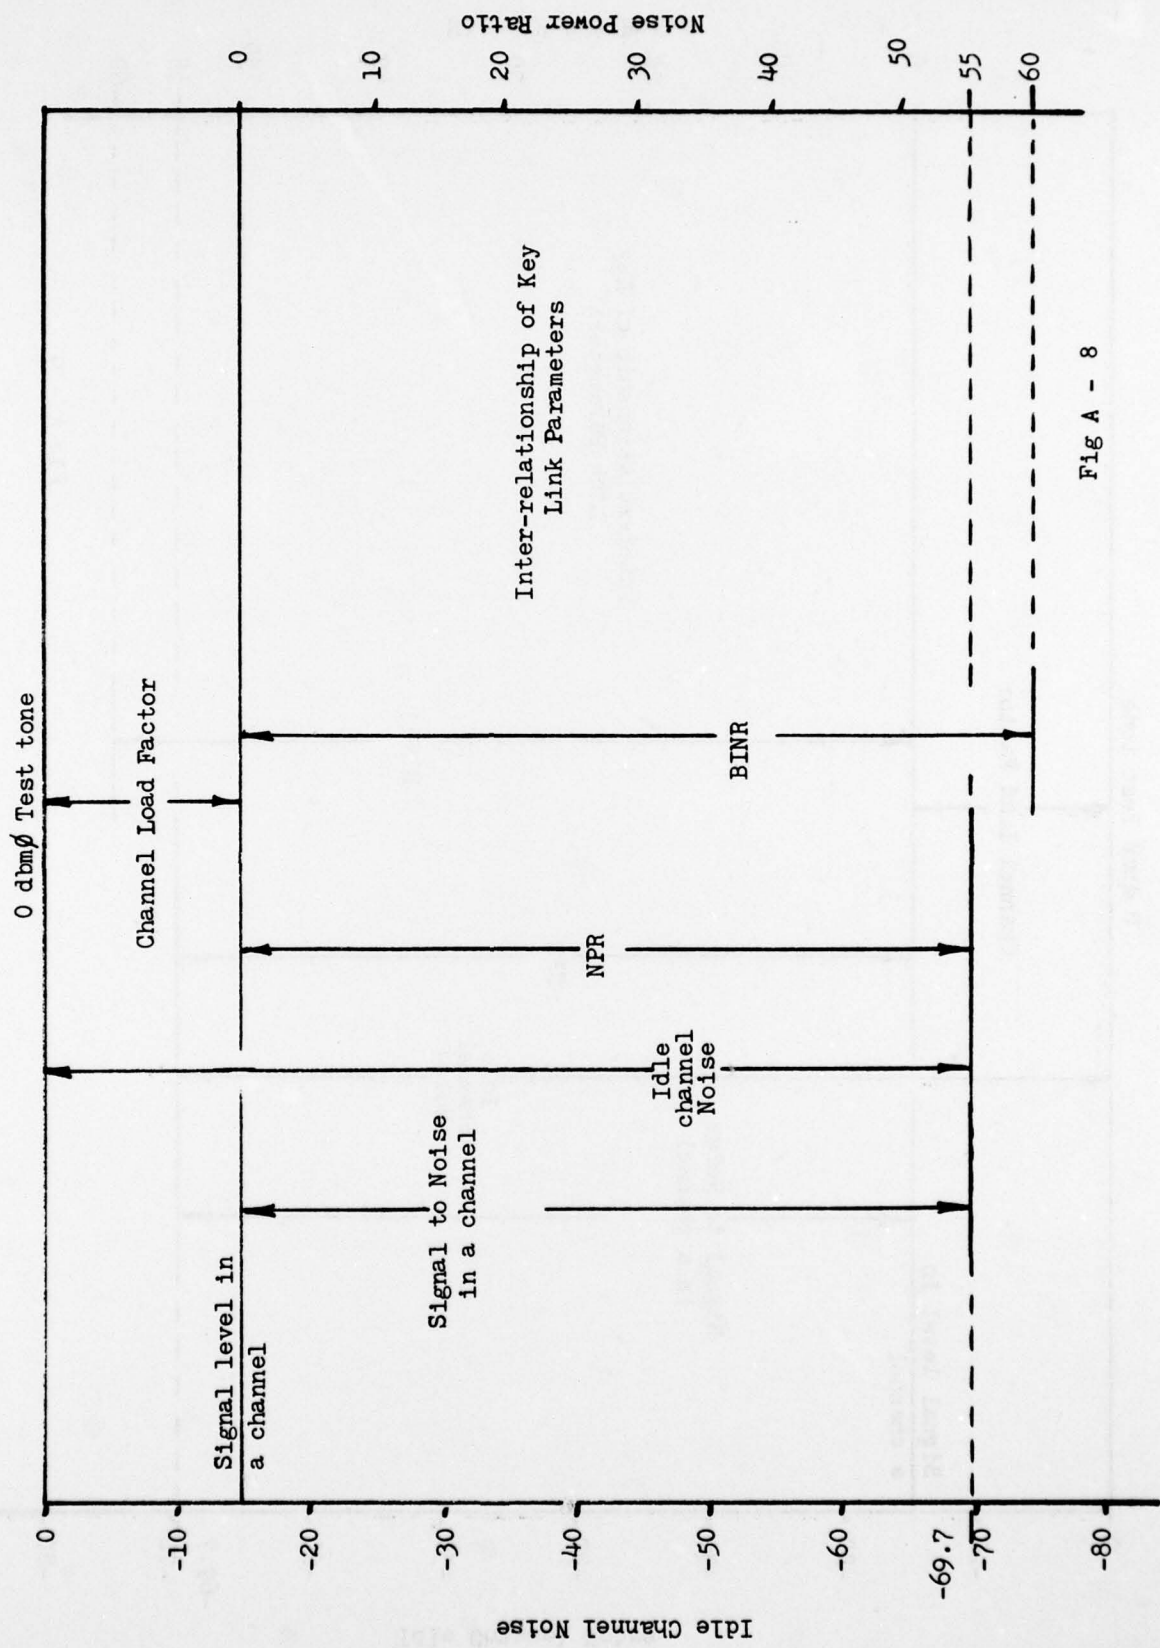 0 dbmØ Test tone
Channel Load Factor
Signal level in
a channel
Signal to Noise
in a channel
Idle
channel
Noise
NPR
BINR
Inter-relationship of Key
Link Parameters
Idle Channel Noise
0
-10
-20
-30
-40
-50
-60
-69.7
-70
-80
Noise Power Ratio
0
10
20
30
40
50
55
60
Fig A - 8